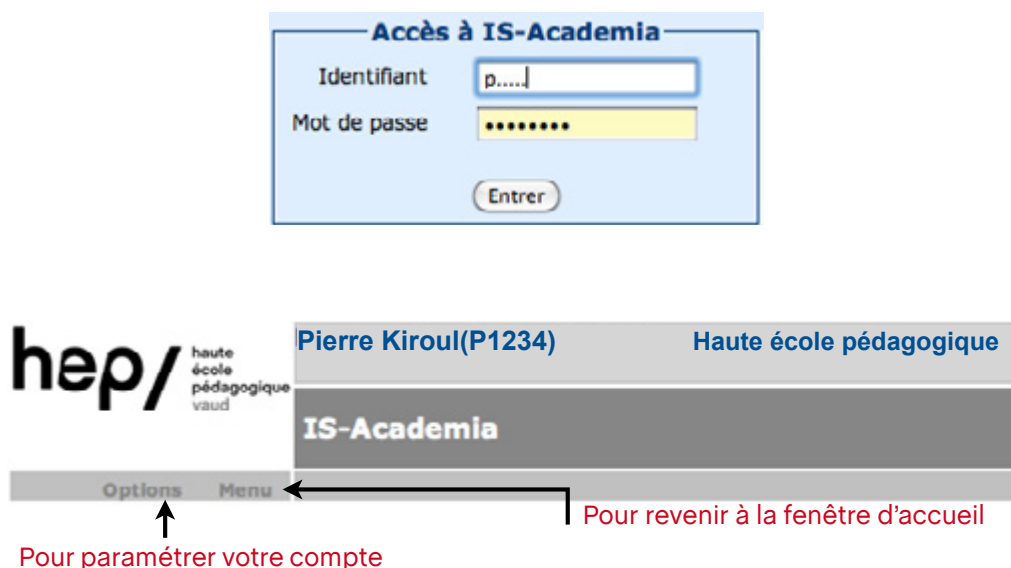 Accès à IS-Academia
Identifiant p.....
Mot de passe ••••••••
Entrer
hep/ haute
école
pédagogique
vaud
Pierre Kiroul(P1234) Haute école pédagogique
IS-Academia
Options Menu
Pour revenir à la fenêtre d’accueil
Pour paramétrer votre compte